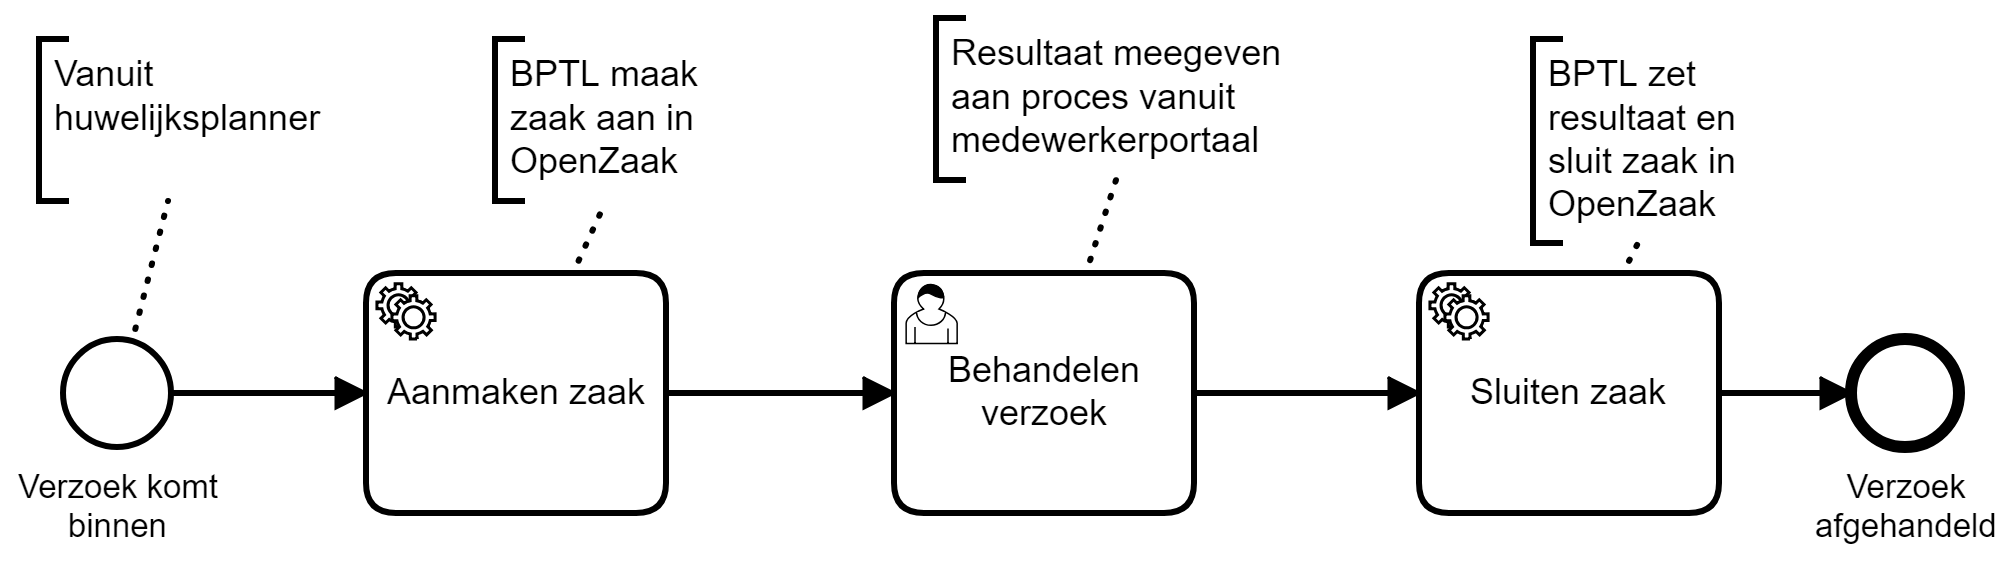 Vanuit
huwelijksplanner
BPTL maak
zaak aan in
OpenZaak
Resultaat meegeven
aan proces vanuit
medewerkerportaal
BPTL zet
resultaat en
sluit zaak in
OpenZaak
Verzoek komt
binnen
Aanmaken zaak
Behandelen
verzoek
Sluiten zaak
Verzoek
afgehandeld